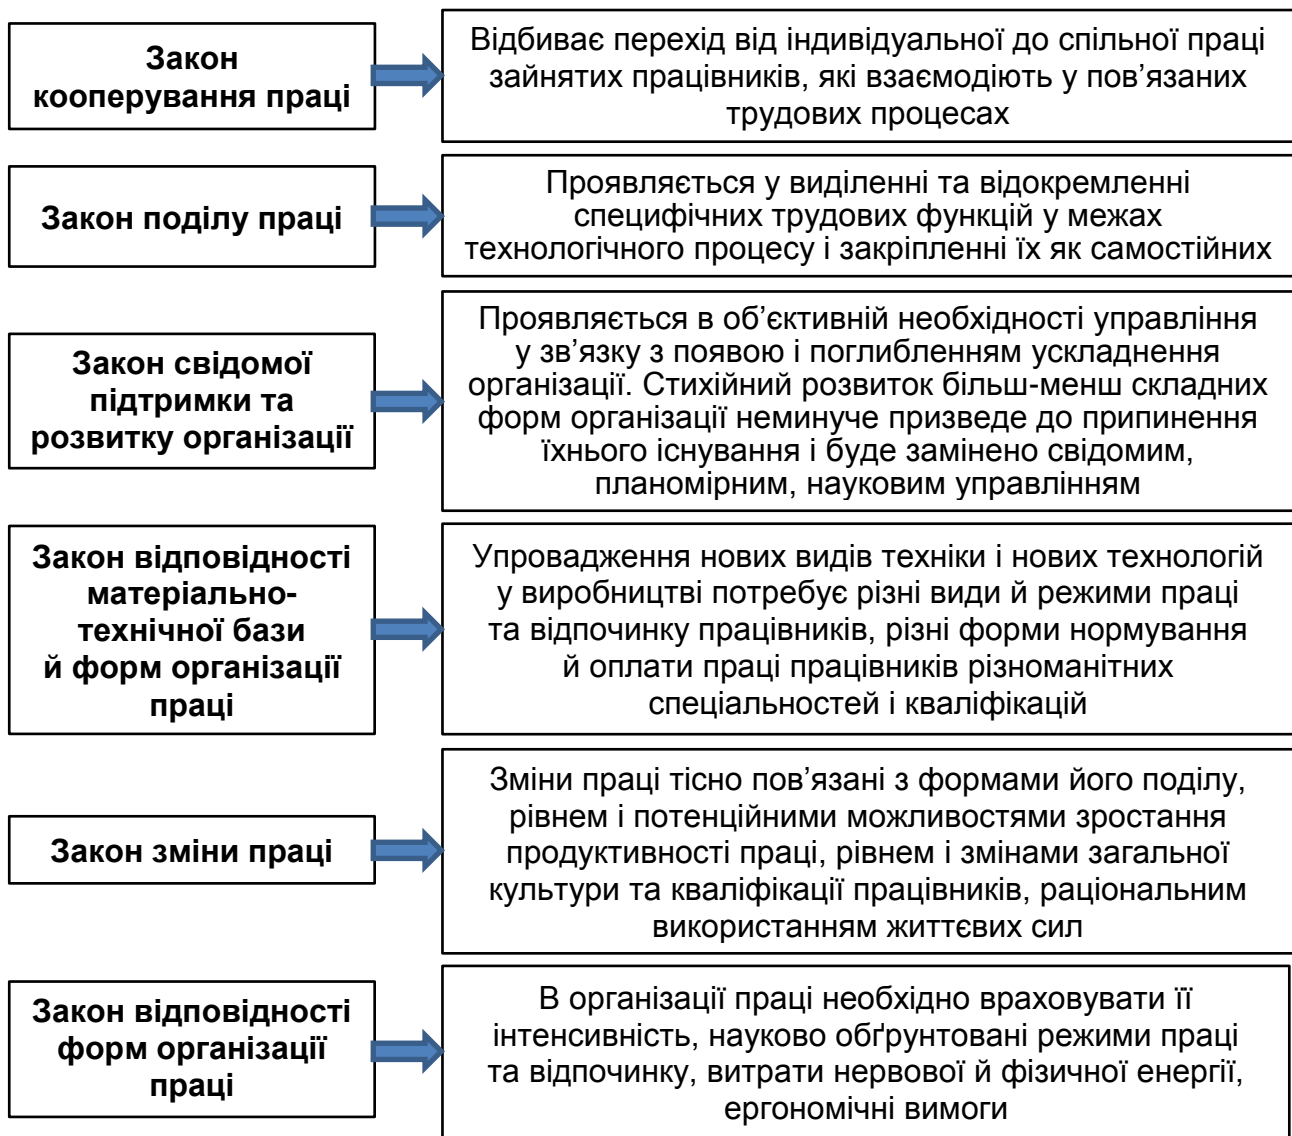 Закон
кооперування праці
Відбиває перехід від індивідуальної до спільної праці
зайнятих працівників, які взаємодіють у пов’язаних
трудових процесах
Закон поділу праці
Проявляється у виділенні та відокремленні
специфічних трудових функцій у межах
технологічного процесу і закріпленні їх як самостійних
Закон свідомої
підтримки та
розвитку організації
Проявляється в об’єктивній необхідності управління
у зв’язку з появою і поглибленням ускладнення
організації. Стихійний розвиток більш-менш складних
форм організації неминуче призведе до припинення
їхнього існування і буде замінено свідомим,
планомірним, науковим управлінням
Закон відповідності
матеріально-
технічної бази
й форм організації
праці
Упровадження нових видів техніки і нових технологій
у виробництві потребує різні види й режими праці
та відпочинку працівників, різні форми нормування
й оплати праці працівників різноманітних
спеціальностей і кваліфікацій
Закон зміни праці
Зміни праці тісно пов’язані з формами його поділу,
рівнем і потенційними можливостями зростання
продуктивності праці, рівнем і змінами загальної
культури та кваліфікації працівників, раціональним
використанням життєвих сил
Закон відповідності
форм організації
праці
В організації праці необхідно враховувати її
інтенсивність, науково обґрунтовані режими праці
та відпочинку, витрати нервової й фізичної енергії,
ергономічні вимоги